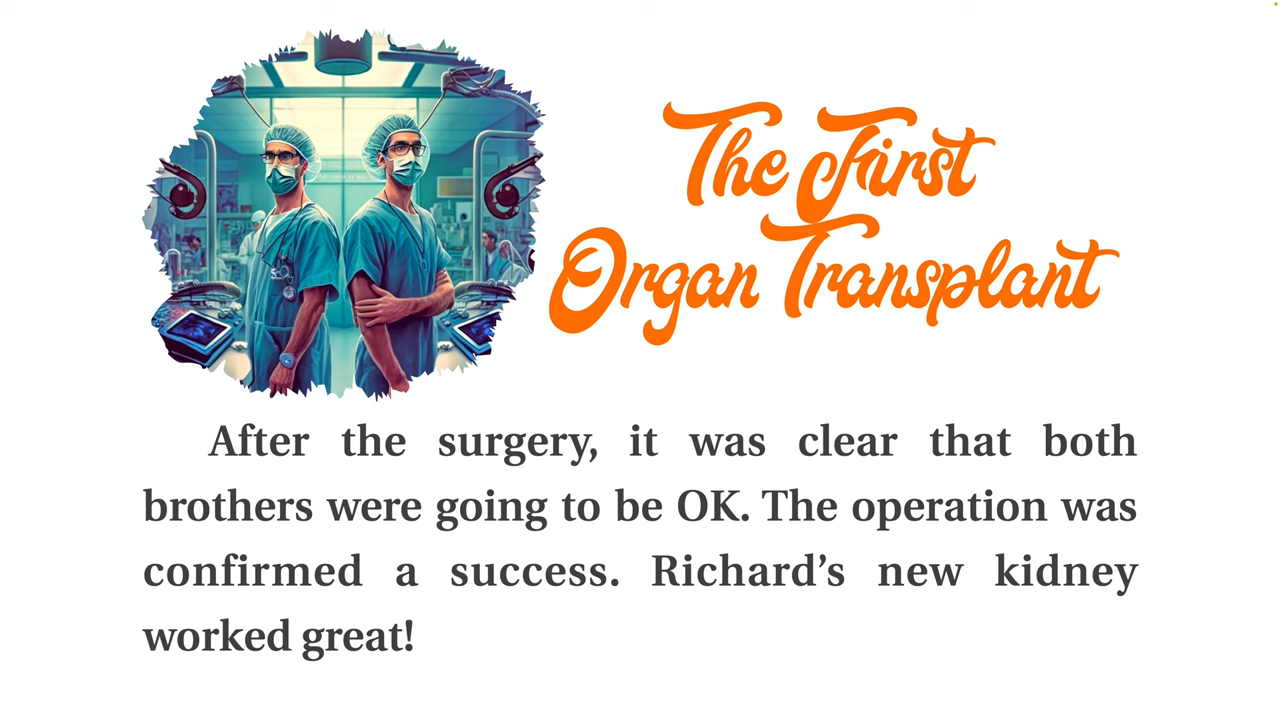 The First
Organ Transplant
After the surgery, it was clear that both
brothers were going to be OK. The operation was
confirmed a success. Richard’s new kidney
worked great!